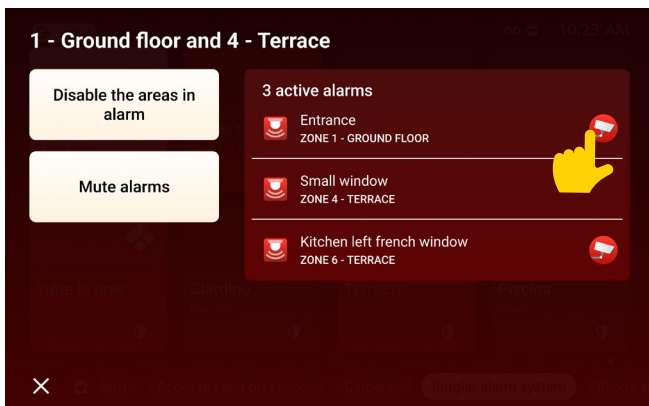 10:23 AM
1 - Ground floor and 4 - Terrace
Disable the areas in
alarm
Mute alarms
3 active alarms
Entrance
ZONE 1 - GROUND FLOOR
Small window
ZONE 4 - TERRACE
Kitchen left french window
ZONE 6 - TERRACE
Tutte le aree
Giardino
Terrazzo
Piscina
Accesses and presences
Cameras
Burglar alarm system
Blinds